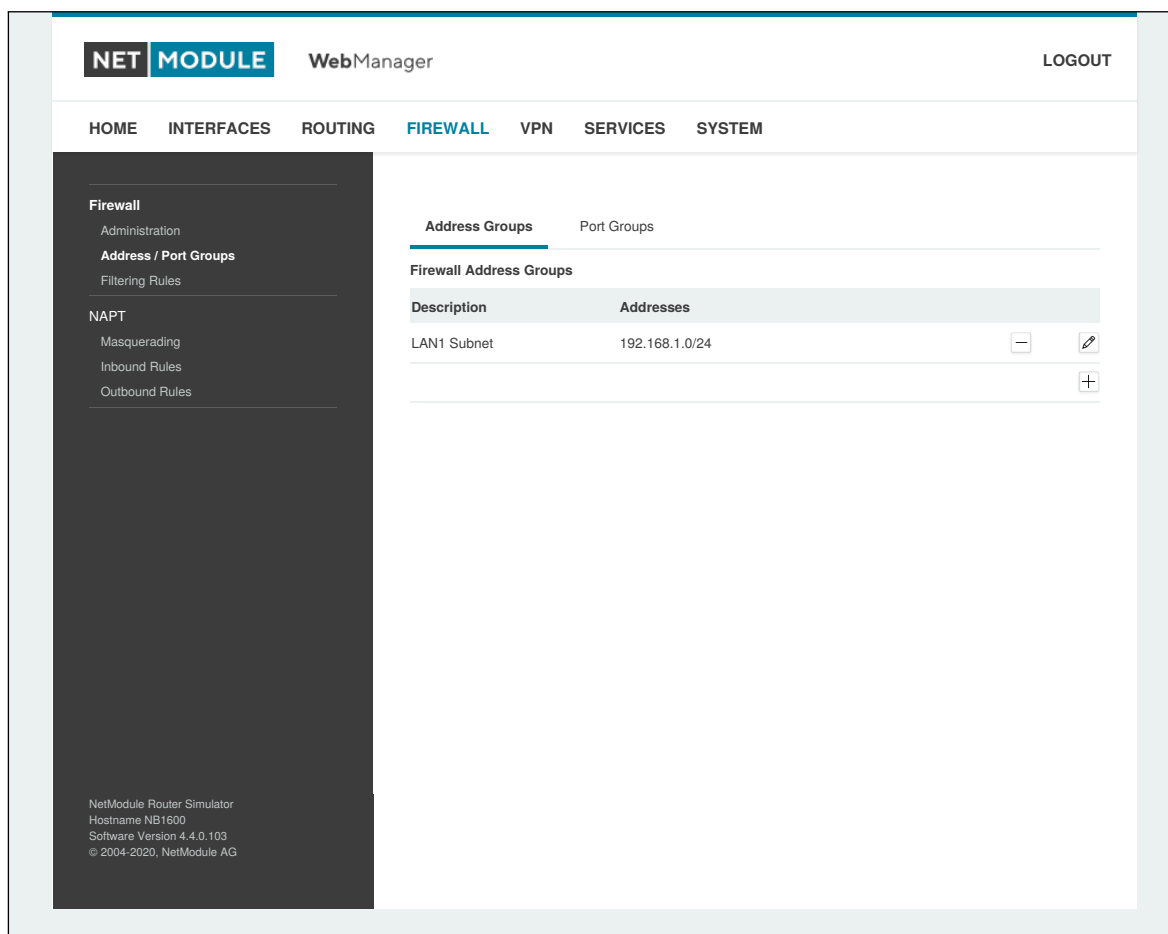 NET MODULE WebManager LOGOUT
HOME INTERFACES ROUTING FIREWALL VPN SERVICES SYSTEM
Firewall
Administration
Address / Port Groups
Filtering Rules
NAPT
Masquerading
Inbound Rules
Outbound Rules
NetModule Router Simulator
Hostname NB1600
Software Version 4.4.0.103
© 2004-2020, NetModule AG
Address Groups Port Groups
Firewall Address Groups
Description Addresses
LAN1 Subnet 192.168.1.0/24